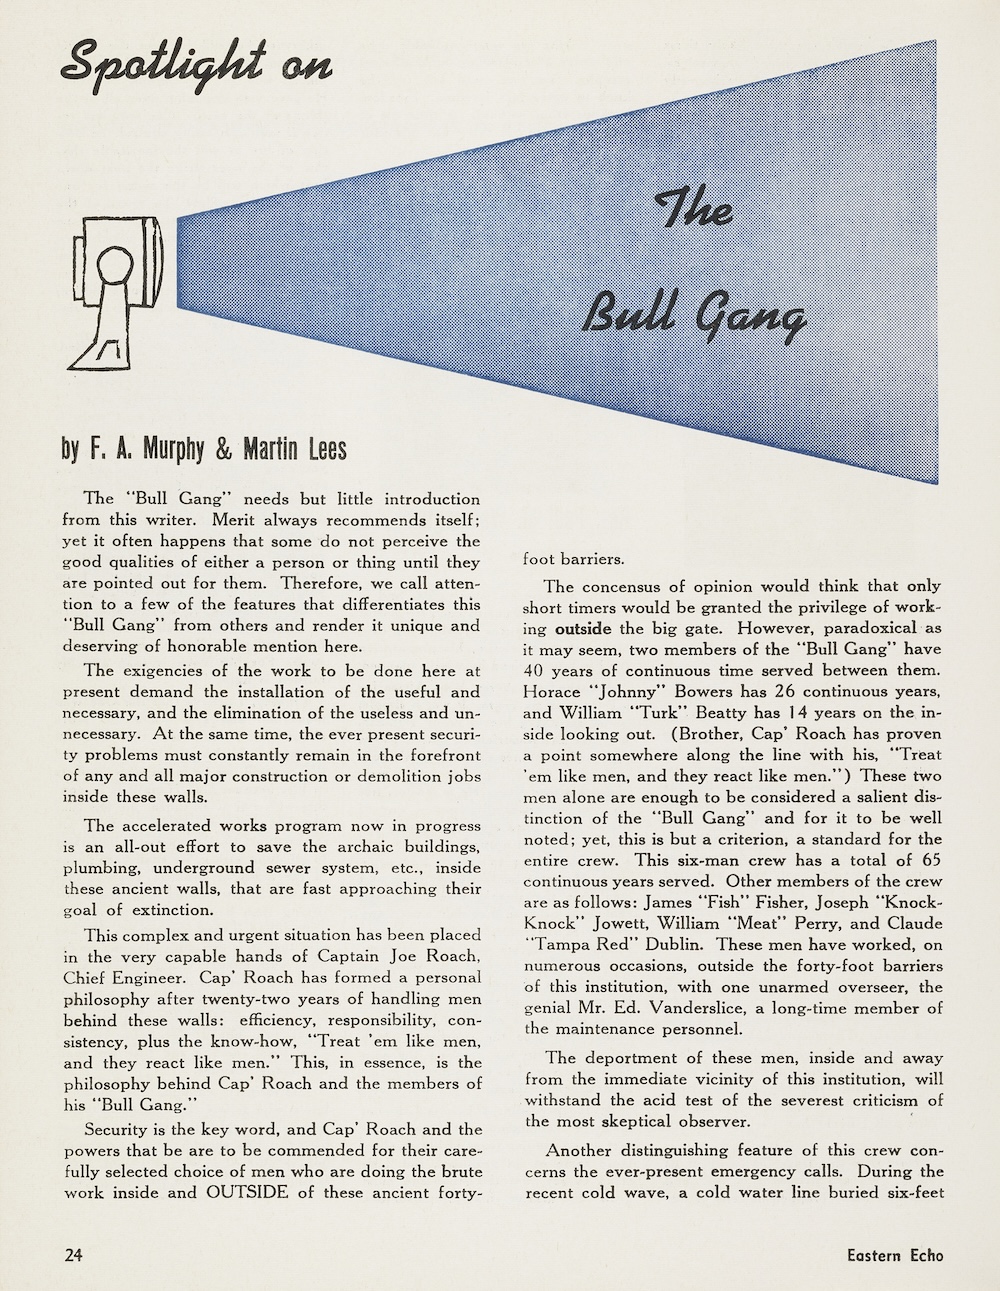 Spotlight on
The
Bull Gang
by F. A. Murphy & Martin Lees
The "Bull Gang" needs but little introduction
from this writer. Merit always recommends itself;
yet it often happens that some do not perceive the
good qualities of either a person or thing until they
are pointed out for them. Therefore, we call atten-
tion to a few of the features that differentiates this
"Bull Gang" from others and render it unique and
deserving of honorable mention here.
The exigencies of the work to be done here at
present demand the installation of the useful and
necessary, and the elimination of the useless and un-
necessary. At the same time, the ever present securi-
ty problems must constantly remain in the forefront
of any and all major construction or demolition jobs
inside these walls.
The accelerated works program now in progress
is an all-out effort to save the archaic buildings,
plumbing, underground sewer system, etc., inside
these ancient walls, that are fast approaching their
goal of extinction.
This complex and urgent situation has been placed
in the very capable hands of Captain Joe Roach,
Chief Engineer. Cap' Roach has formed a personal
philosophy after twenty-two years of handling men
behind these walls: efficiency, responsibility, con-
sistency, plus the know-how, "Treat 'em like men,
and they react like men." This, in essence, is the
philosophy behind Cap' Roach and the members of
his "Bull Gang."
Security is the key word, and Cap' Roach and the
powers that be are to be commended for their care-
fully selected choice of men who are doing the brute
work inside and OUTSIDE of these ancient forty-
foot barriers.
The concensus of opinion would think that only
short timers would be granted the privilege of work-
ing outside the big gate. However, paradoxical as
it may seem, two members of the "Bull Gang" have
40 years of continuous time served between them.
Horace "Johnny" Bowers has 26 continuous years,
and William "Turk" Beatty has 14 years on the in-
side looking out. (Brother, Cap' Roach has proven
a point somewhere along the line with his, "Treat
'em like men, and they react like men.") These two
men alone are enough to be considered a salient dis-
tinction of the "Bull Gang" and for it to be well
noted; yet, this is but a criterion, a standard for the
entire crew. This six-man crew has a total of 65
continuous years served. Other members of the crew
are as follows: James "Fish" Fisher, Joseph "Knock-
Knock" Jowett, William "Meat" Perry, and Claude
"Tampa Red" Dublin. These men have worked, on
numerous occasions, outside the forty-foot barriers
of this institution, with one unarmed overseer, the
genial Mr. Ed. Vanderslice, a long-time member of
the maintenance personnel.
The deportment of these men, inside and away
from the immediate vicinity of this institution, will
withstand the acid test of the severest criticism of
the most skeptical observer.
Another distinguishing feature of this crew con-
cerns the ever-present emergency calls. During the
recent cold wave, a cold water line buried six-feet
24
Eastern Echo